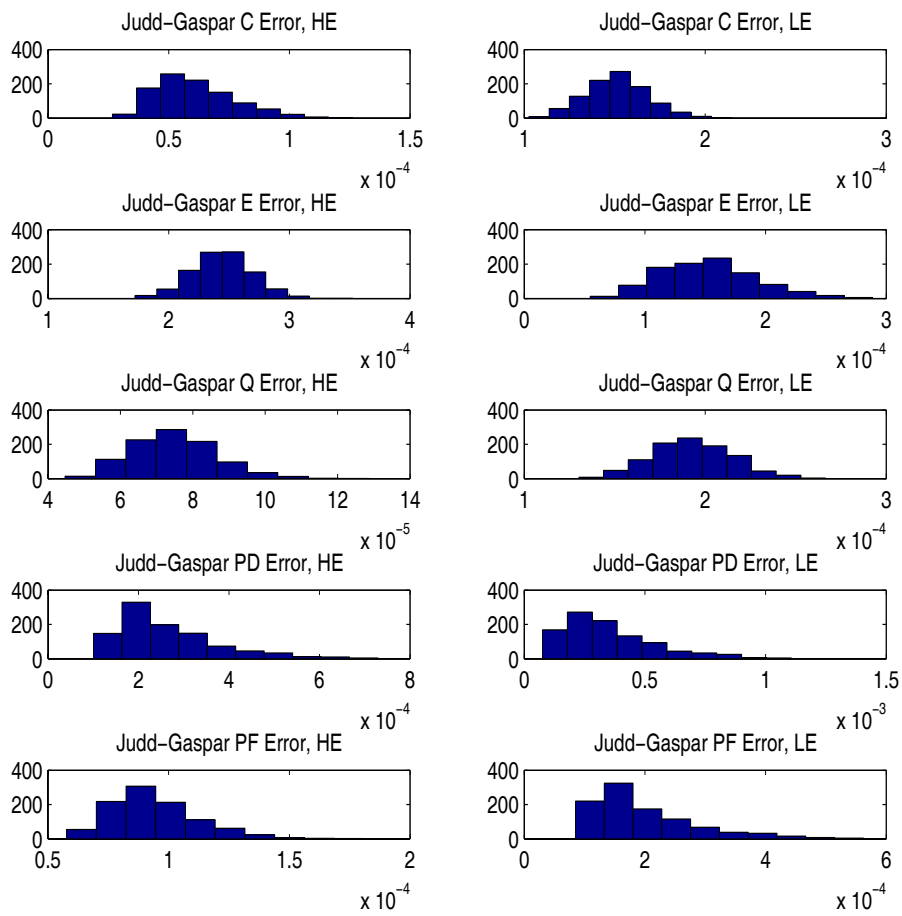 Judd−Gaspar C Error, HE
400
200
0
0 0.5 1 1.5
x 10−4
Judd−Gaspar C Error, LE
400
200
0
1 2 3
x 10−4
Judd−Gaspar E Error, HE
400
200
0
1 2 3 4
x 10−4
Judd−Gaspar E Error, LE
400
200
0
0 1 2 3
x 10−4
Judd−Gaspar Q Error, HE
400
200
0
4 6 8 10 12 14
x 10−5
Judd−Gaspar Q Error, LE
400
200
0
1 2 3
x 10−4
Judd−Gaspar PD Error, HE
400
200
0
0 2 4 6 8
x 10−4
Judd−Gaspar PD Error, LE
400
200
0
0 0.5 1 1.5
x 10−3
Judd−Gaspar PF Error, HE
400
200
0
0.5 1 1.5 2
x 10−4
Judd−Gaspar PF Error, LE
400
200
0
0 2 4 6
x 10−4